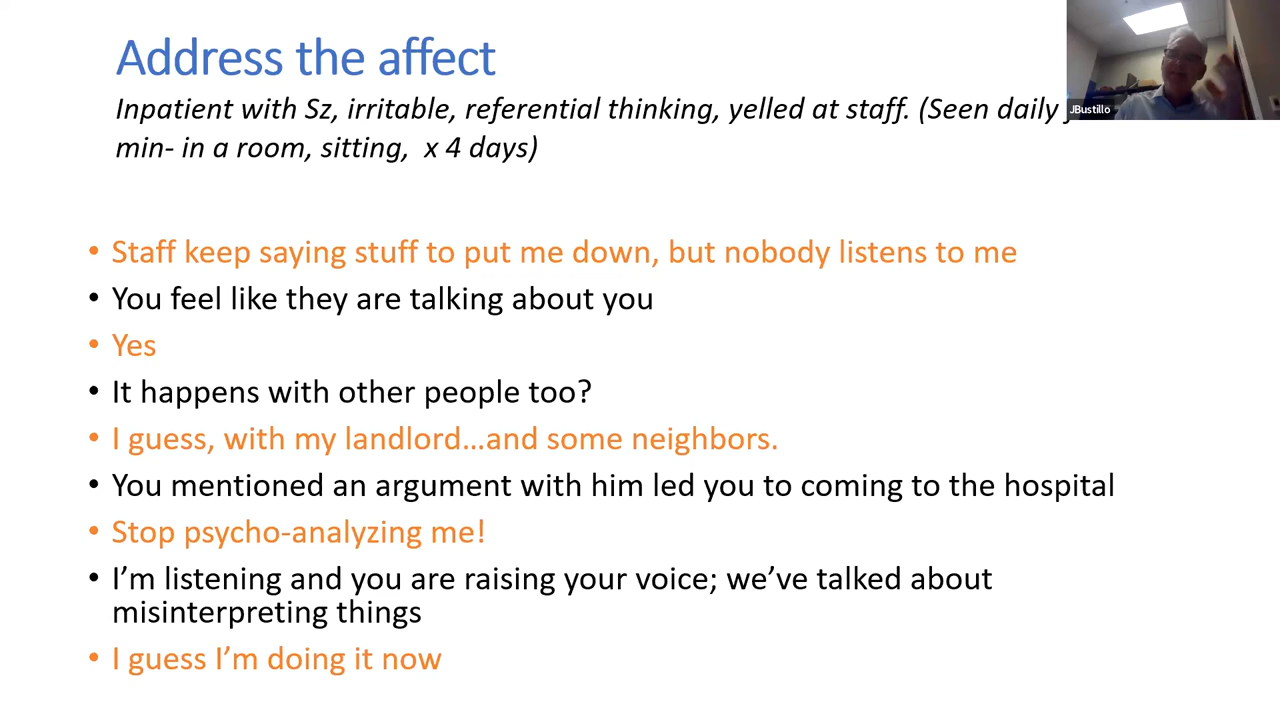 Address the affect
Inpatient with Sz, irritable, referential thinking, yelled at staff. (Seen daily
JBustillo
min- in a room, sitting, x 4 days)
• Staff keep saying stuff to put me down, but nobody listens to me
• You feel like they are talking about you
• Yes
• It happens with other people too?
• I guess, with my landlord…and some neighbors.
• You mentioned an argument with him led you to coming to the hospital
• Stop psycho-analyzing me!
• I'm listening and you are raising your voice; we've talked about
misinterpreting things
• I guess I'm doing it now